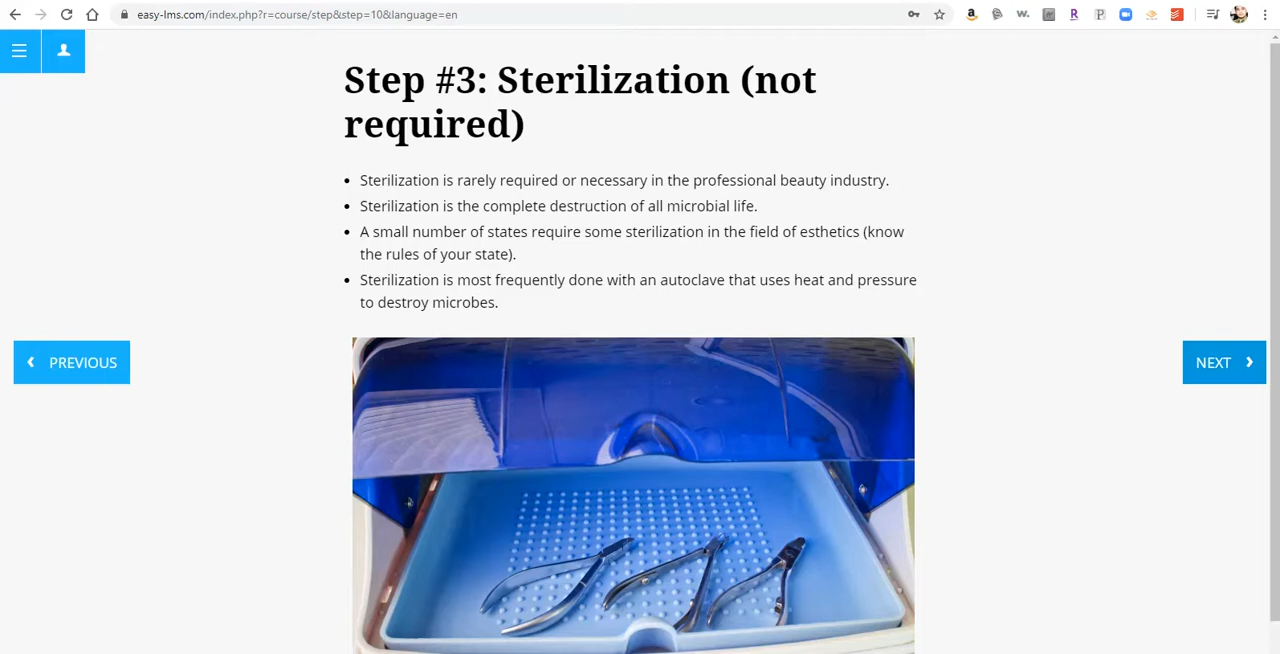 easy-lms.com/index.php?r=course/step&step=10&language=en
Step #3: Sterilization (not
required)
• Sterilization is rarely required or necessary in the professional beauty industry.
• Sterilization is the complete destruction of all microbial life.
• A small number of states require some sterilization in the field of esthetics (know
the rules of your state).
• Sterilization is most frequently done with an autoclave that uses heat and pressure
to destroy microbes.
PREVIOUS
NEXT